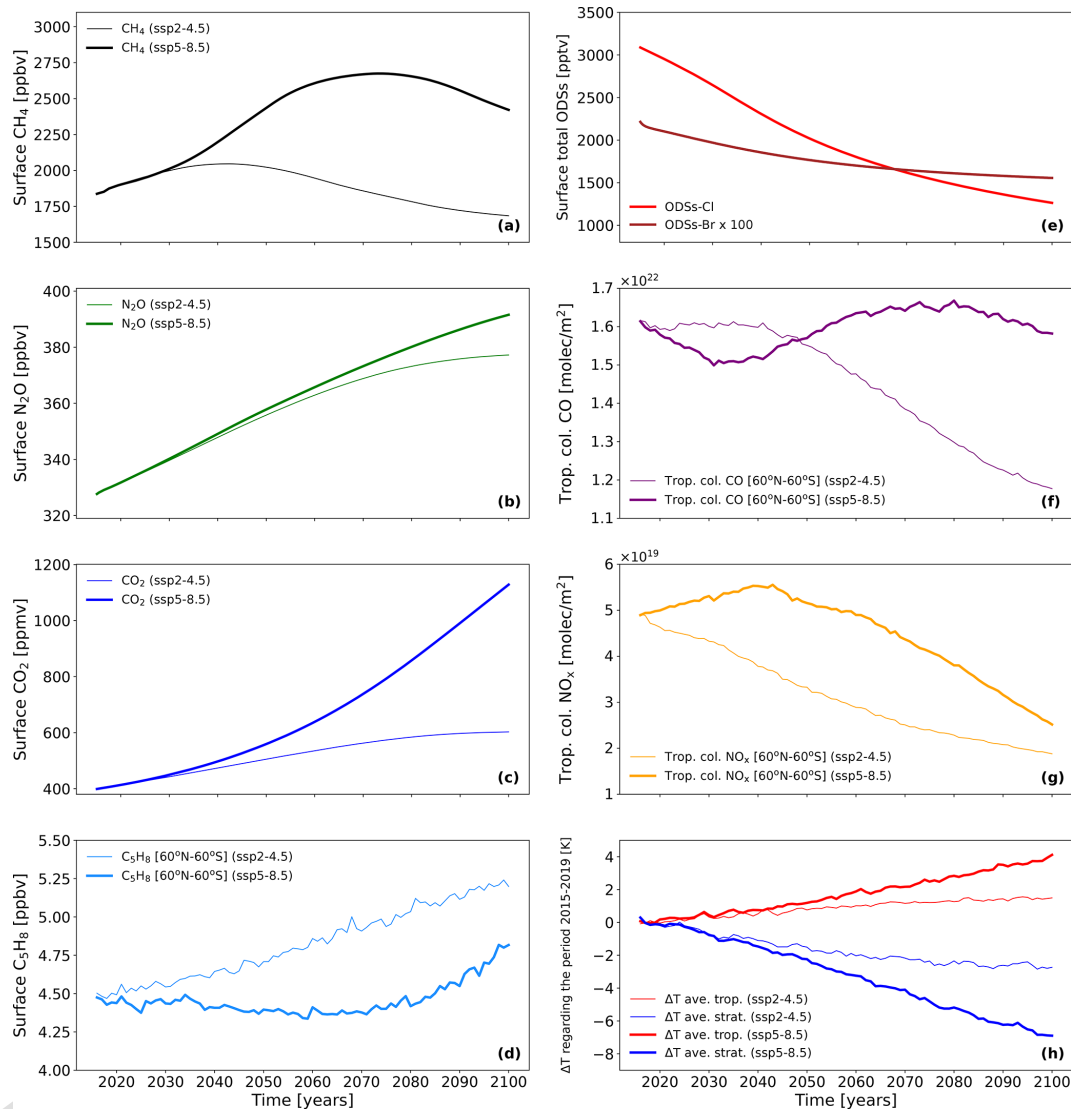 3000
2750
2500
2250
2000
1750
1500
Surface CH₄ [ppbv]
CH₄ (ssp2-4.5)
CH₄ (ssp5-8.5)
(a)
3500
3000
2500
2000
1500
1000
Surface total ODSs [pptv]
ODSs-Cl
ODSs-Br x 100
(e)
400
380
360
340
320
Surface N₂O [ppbv]
N₂O (ssp2-4.5)
N₂O (ssp5-8.5)
(b)
×10²²
1.7
1.6
1.4
1.3
1.2
1.1
Trop. col. CO [molec/m²]
Trop. col. CO [60°N-60°S] (ssp2-4.5)
Trop. col. CO [60°N-60°S] (ssp5-8.5)
(f)
1200
1000
800
600
400
Surface CO₂ [ppmv]
CO₂ (ssp2-4.5)
CO₂ (ssp5-8.5)
(c)
×10¹⁹
6
5
4
3
2
1
Trop. col. NOₓ [molec/m²]
Trop. col. NOₓ [60°N-60°S] (ssp2-4.5)
Trop. col. NOₓ [60°N-60°S] (ssp5-8.5)
(g)
5.50
5.25
5.00
4.75
4.50
4.25
4.00
Surface C₅H₈ [ppbv]
C₅H₈ [60°N-60°S] (ssp2-4.5)
C₅H₈ [60°N-60°S] (ssp5-8.5)
(d)
2020 2030 2040 2050 2060 2070 2080 2090 2100
Time [years]
4
2
0
−2
−4
−6
−8
ΔT regarding the period 2015-2019 [K]
ΔT ave. trop. (ssp2-4.5)
ΔT ave. strat. (ssp2-4.5)
ΔT ave. trop. (ssp5-8.5)
ΔT ave. strat. (ssp5-8.5)
(h)
2020 2030 2040 2050 2060 2070 2080 2090 2100
Time [years]